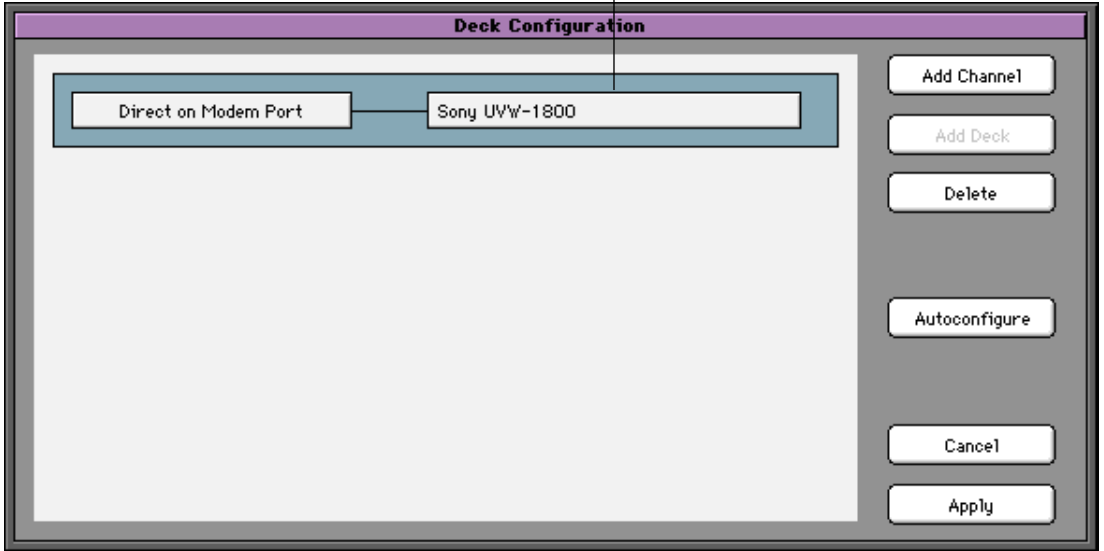 Deck Configuration
Direct on Modem Port
Sony UVW-1800
Add Channel
Add Deck
Delete
Autoconfigure
Cancel
Apply